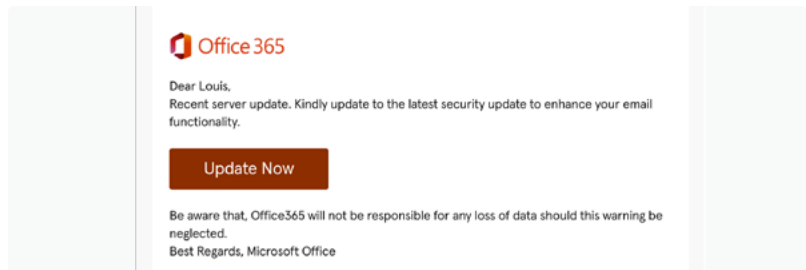 Office 365
Dear Louis,
Recent server update. Kindly update to the latest security update to enhance your email
functionality.
Update Now
Be aware that, Office365 will not be responsible for any loss of data should this warning be
neglected.
Best Regards, Microsoft Office